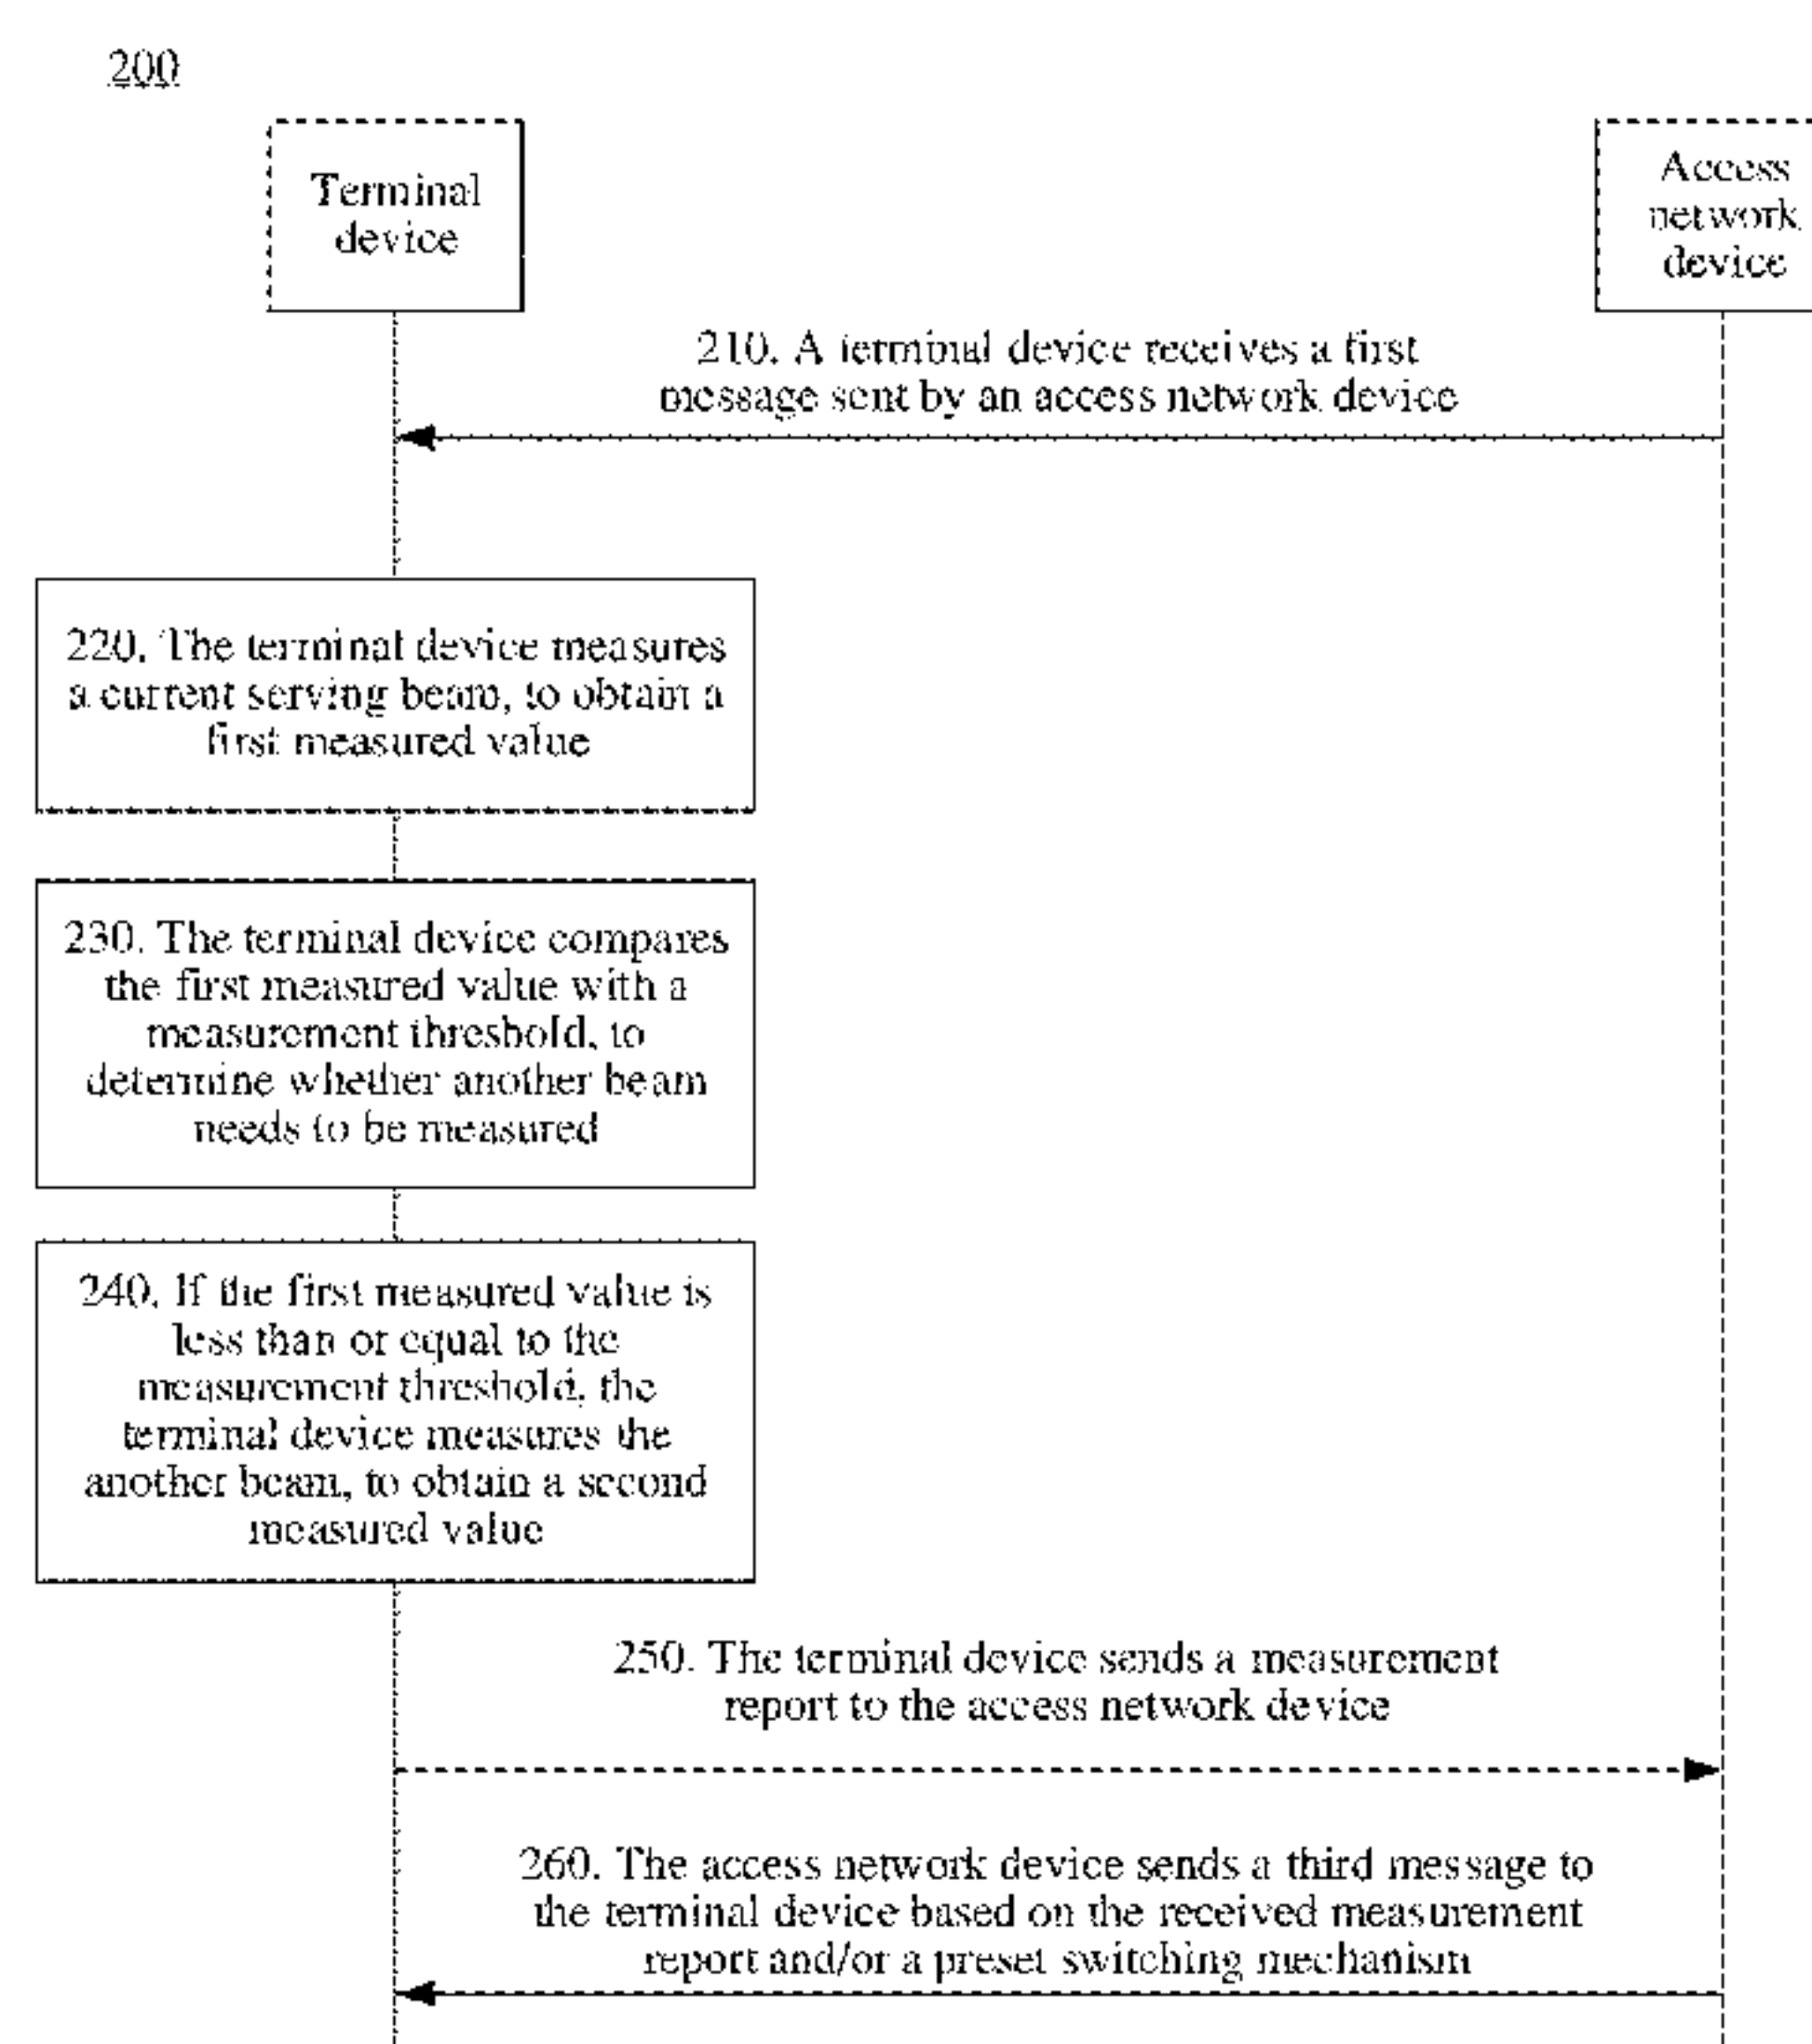 200
Terminal
device
Access
network
device
210. A terminal device receives a first
message sent by an access network device
220. The terminal device measures
a current serving beam, to obtain a
first measured value
230. The terminal device compares
the first measured value with a
measurement threshold, to
determine whether another beam
needs to be measured
240. If the first measured value is
less than or equal to the
measurement threshold, the
terminal device measures the
another beam, to obtain a second
measured value
250. The terminal device sends a measurement
report to the access network device
260. The access network device sends a third message to
the terminal device based on the received measurement
report and/or a preset switching mechanism